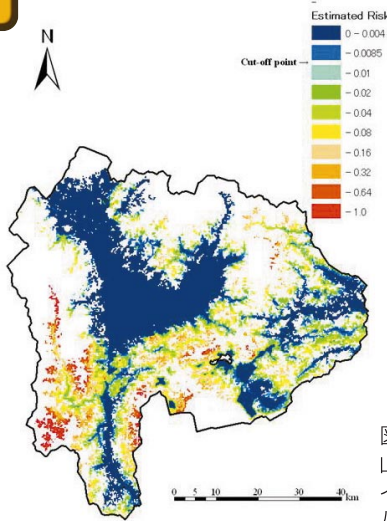 Estimated Risk
N
0 - 0.004
Cut-off point →
- 0.0085
- 0.01
- 0.02
- 0.04
- 0.08
- 0.16
- 0.32
- 0.64
- 1.0
0 10 20 30 40 km